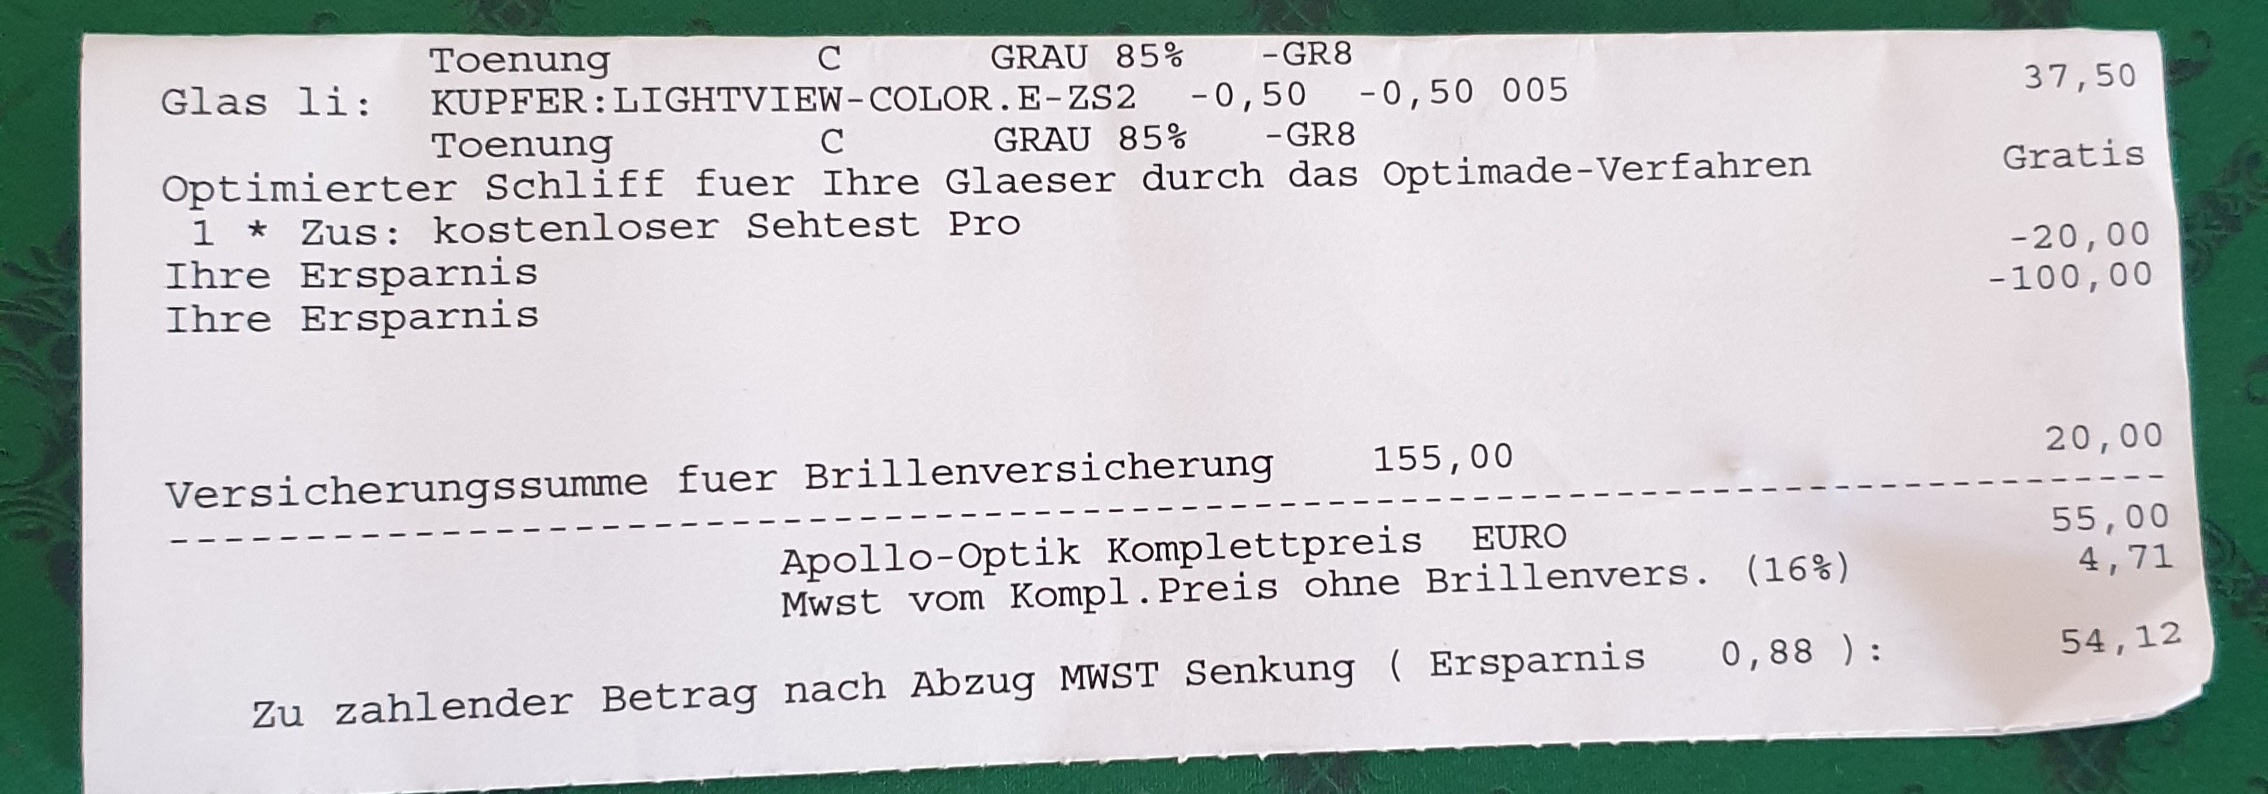 Toenung C GRAU 85% -GR8
Glas li: KUPFER:LIGHTVIEW-COLOR.E-ZS2 -0,50 -0,50 005 37,50
Toenung C GRAU 85% -GR8
Optimierter Schliff fuer Ihre Glaeser durch das Optimade-Verfahren Gratis
1 * Zus: kostenloser Sehtest Pro
Ihre Ersparnis -20,00
Ihre Ersparnis -100,00
Versicherungssumme fuer Brillenversicherung 155,00 20,00
Apollo-Optik Komplettpreis EURO 55,00
Mwst vom Kompl.Preis ohne Brillenvers. (16%) 4,71
Zu zahlender Betrag nach Abzug MWST Senkung ( Ersparnis 0,88 ): 54,12